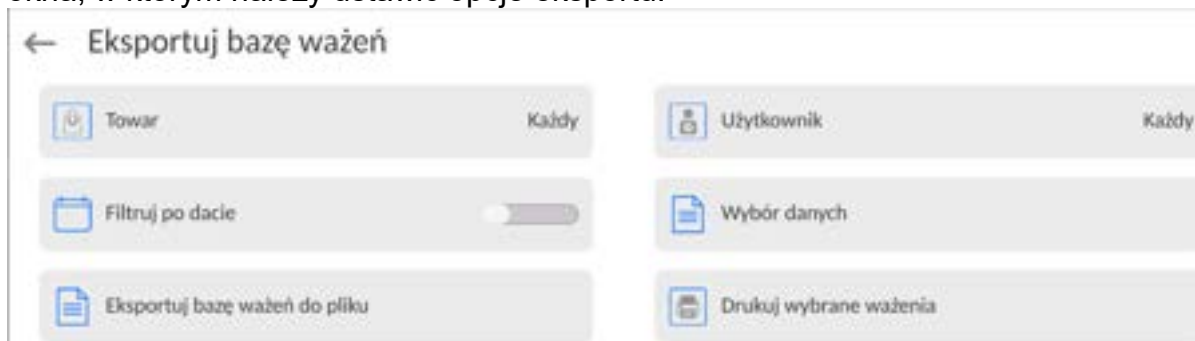 okna, w którym należy ustawić opcje eksportu.
Eksportuj bazę ważeń
Towar Każdy
Użytkownik Każdy
Filtruj po dacie
Wybór danych
Eksportuj bazę ważeń do pliku
Drukuj wybrane ważenia